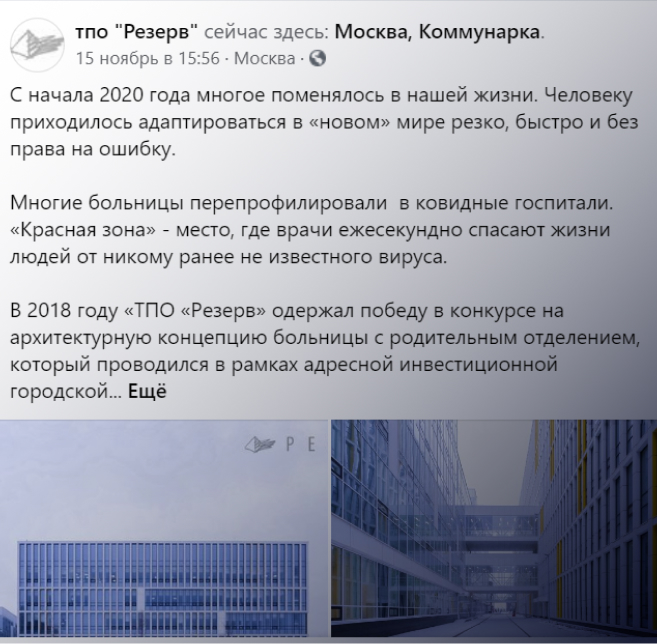 тпо "Резерв" сейчас здесь: Москва, Коммунарка.
15 ноябрь в 15:56 · Москва ·
С начала 2020 года многое поменялось в нашей жизни. Человеку
приходилось адаптироваться в «новом» мире резко, быстро и без
права на ошибку.
Многие больницы перепрофилировали  в ковидные госпитали.
«Красная зона» - место, где врачи ежесекундно спасают жизни
людей от никому ранее не известного вируса.
В 2018 году «ТПО «Резерв» одержал победу в конкурсе на
архитектурную концепцию больницы с родительным отделением,
который проводился в рамках адресной инвестиционной
городской... Ещё
Р Е